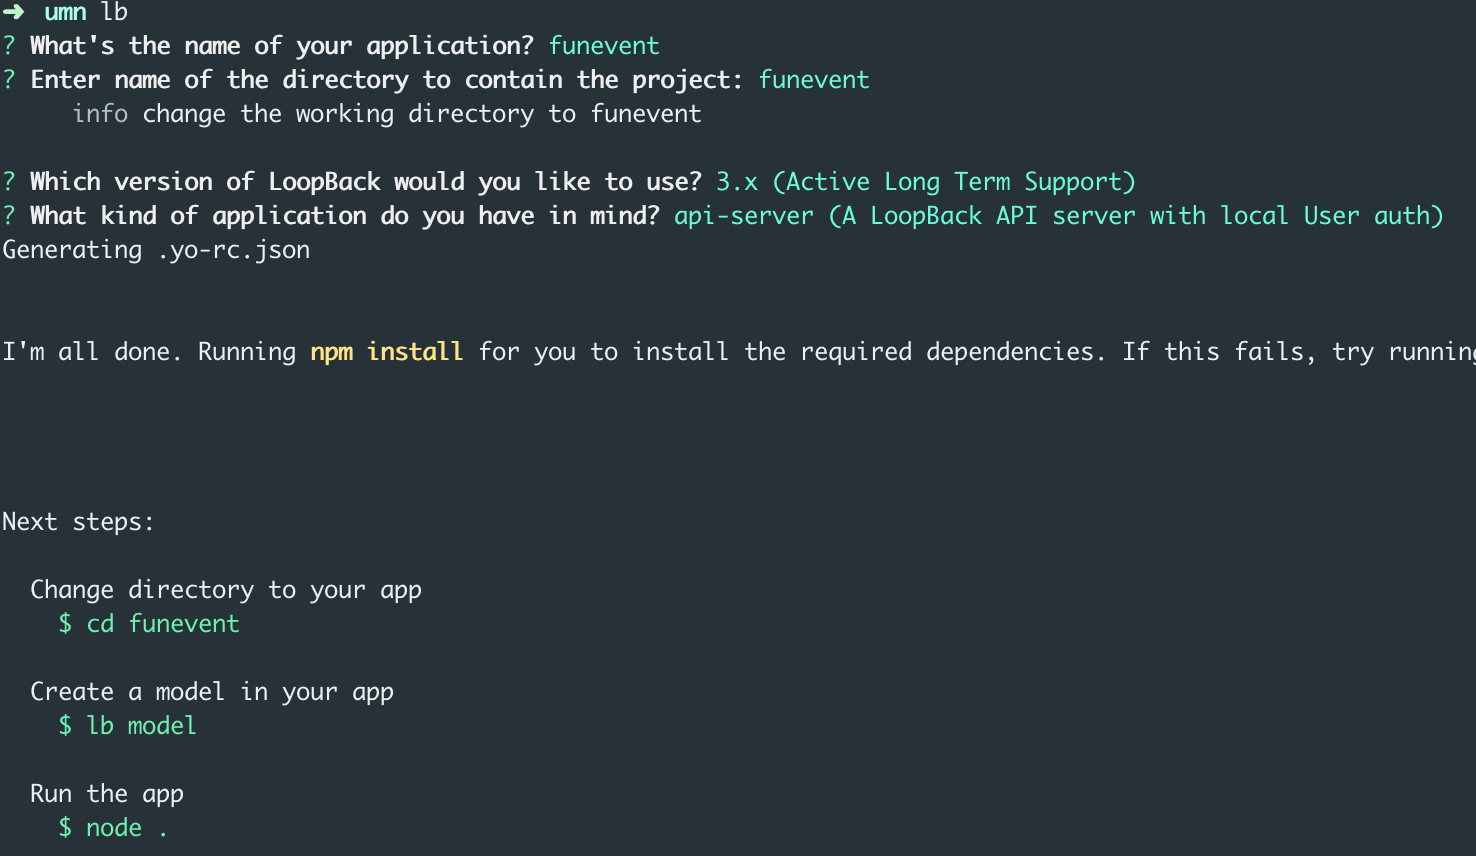 ➜ umn lb
? What's the name of your application? funevent
? Enter name of the directory to contain the project: funevent
info change the working directory to funevent
? Which version of LoopBack would you like to use? 3.x (Active Long Term Support)
? What kind of application do you have in mind? api-server (A LoopBack API server with local User auth)
Generating .yo-rc.json
I'm all done. Running npm install for you to install the required dependencies. If this fails, try running
Next steps:
Change directory to your app
$ cd funevent
Create a model in your app
$ lb model
Run the app
$ node .